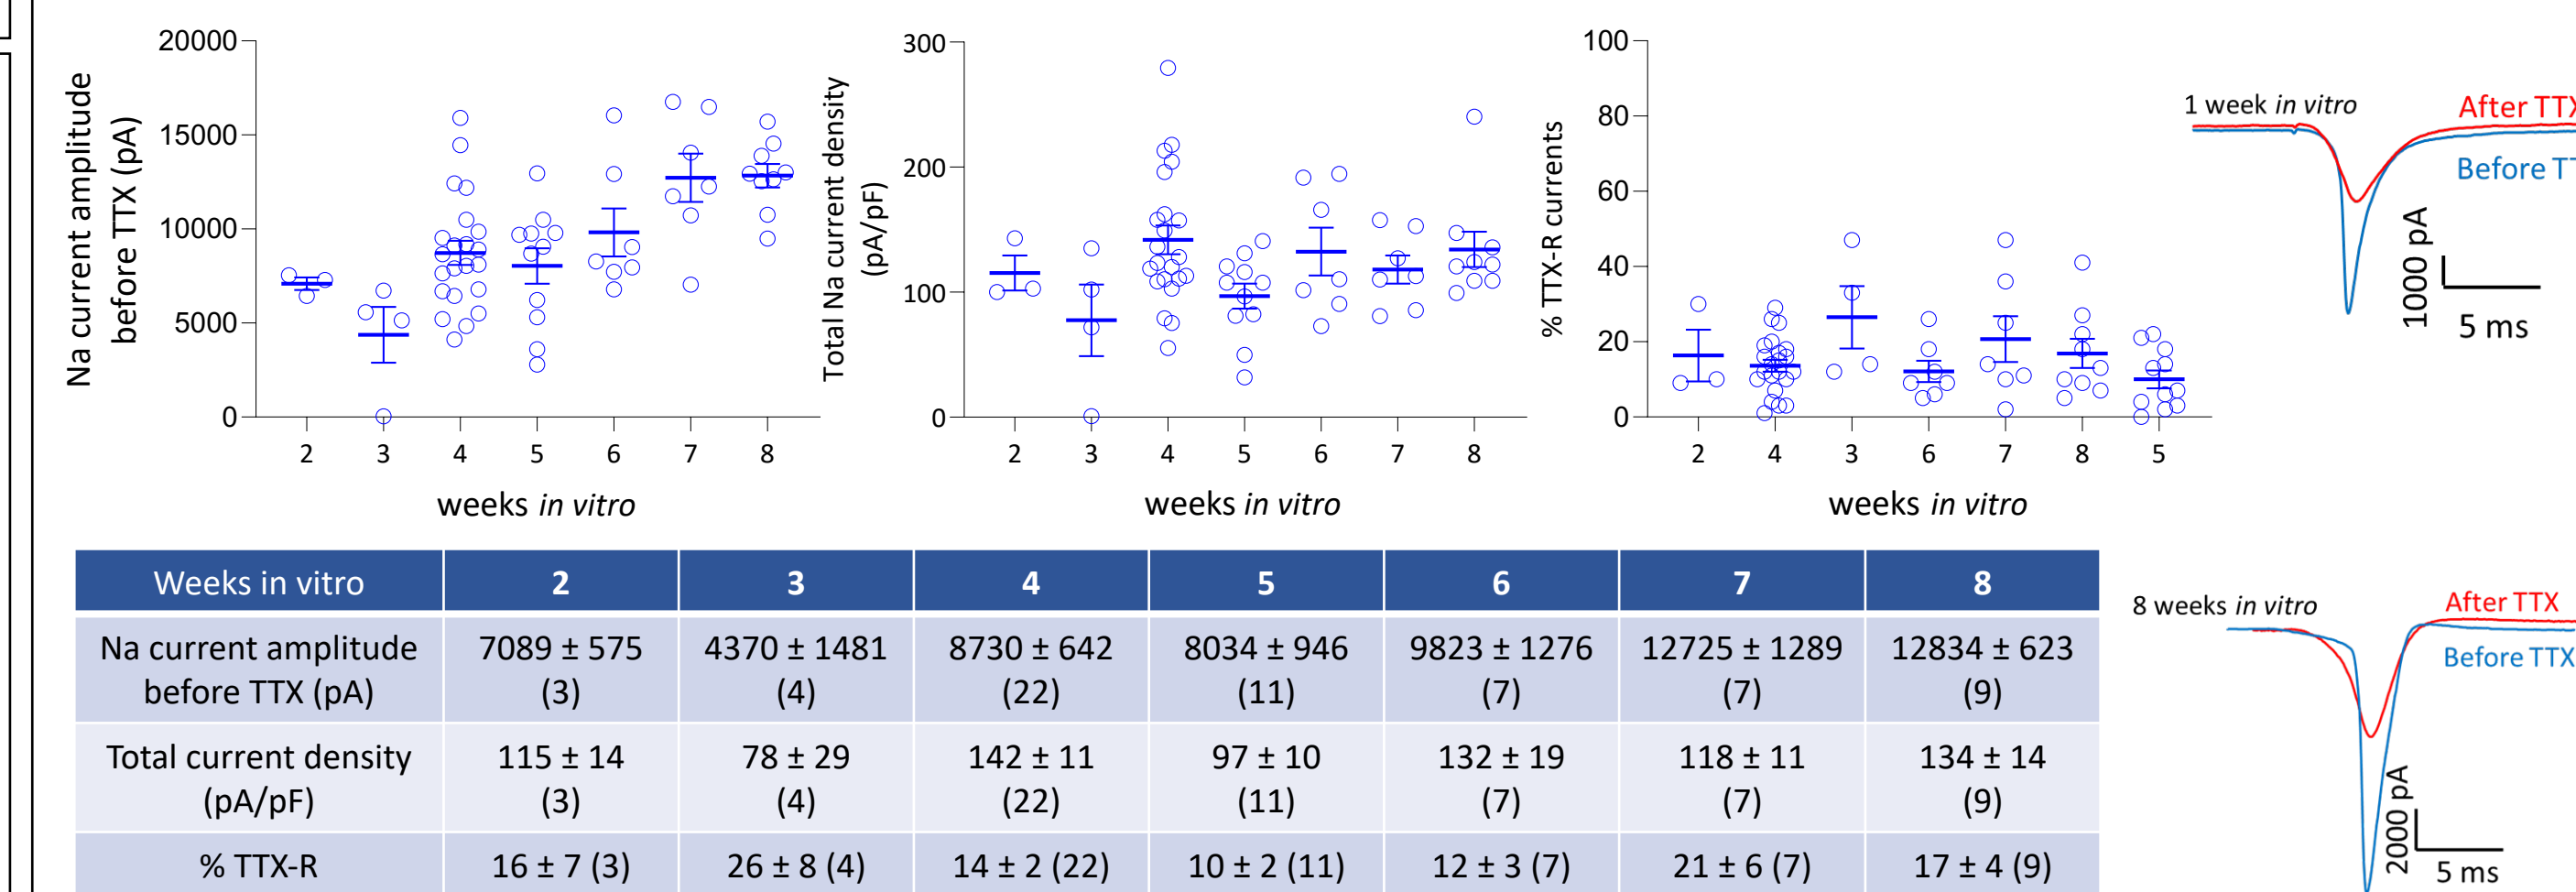 Na current amplitude
before TTX (pA)
20000
15000
10000
5000
0
2 3 4 5 6 7 8
weeks in vitro
Total Na current density
(pA/pF)
300
200
100
0
2 3 4 5 6 7 8
weeks in vitro
% TTX-R currents
100
80
60
40
20
0
2 4 3 6 7 8 5
weeks in vitro
1 week in vitro
After TTX
Before TT
1000 pA
5 ms
Weeks in vitro 2 3 4 5 6 7 8
Na current amplitude 7089 ± 575 4370 ± 1481 8730 ± 642 8034 ± 946 9823 ± 1276 12725 ± 1289 12834 ± 623
before TTX (pA) (3) (4) (22) (11) (7) (7) (9)
Total current density 115 ± 14 78 ± 29 142 ± 11 97 ± 10 132 ± 19 118 ± 11 134 ± 14
(pA/pF) (3) (4) (22) (11) (7) (7) (9)
% TTX-R 16 ± 7 (3) 26 ± 8 (4) 14 ± 2 (22) 10 ± 2 (11) 12 ± 3 (7) 21 ± 6 (7) 17 ± 4 (9)
8 weeks in vitro
After TTX
Before TTX
2000 pA
5 ms